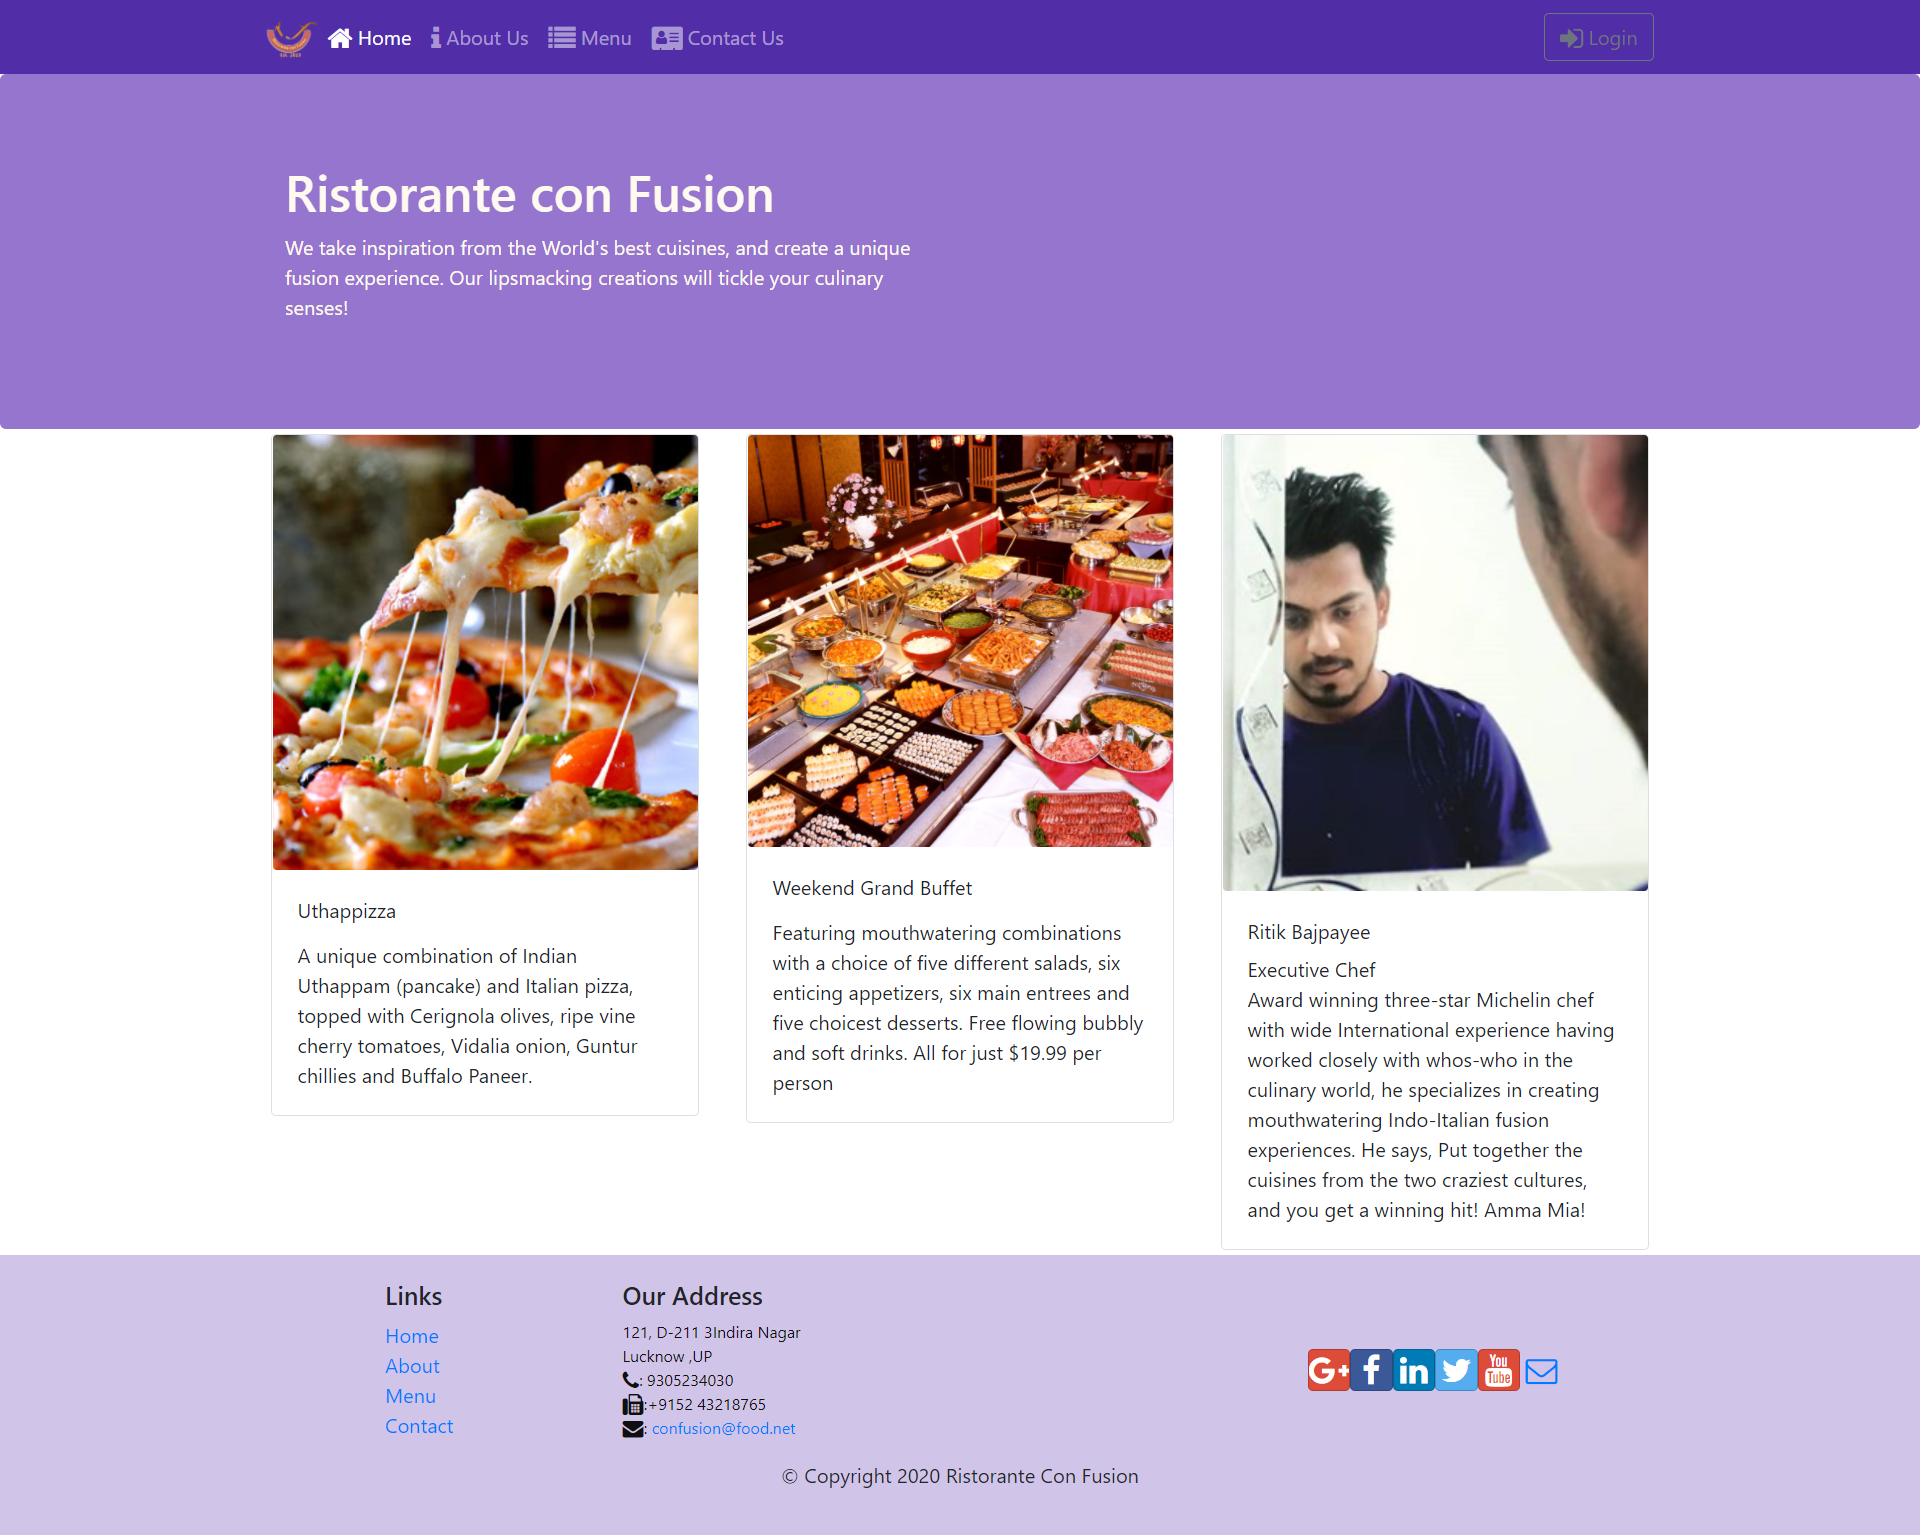 Home About Us Menu Contact Us Login
Ristorante con Fusion
We take inspiration from the World's best cuisines, and create a unique
fusion experience. Our lipsmacking creations will tickle your culinary
senses!
Uthappizza
A unique combination of Indian
Uthappam (pancake) and Italian pizza,
topped with Cerignola olives, ripe vine
cherry tomatoes, Vidalia onion, Guntur
chillies and Buffalo Paneer.
Weekend Grand Buffet
Featuring mouthwatering combinations
with a choice of five different salads, six
enticing appetizers, six main entrees and
five choicest desserts. Free flowing bubbly
and soft drinks. All for just $19.99 per
person
Ritik Bajpayee
Executive Chef
Award winning three-star Michelin chef
with wide International experience having
worked closely with whos-who in the
culinary world, he specializes in creating
mouthwatering Indo-Italian fusion
experiences. He says, Put together the
cuisines from the two craziest cultures,
and you get a winning hit! Amma Mia!
Links
Home
About
Menu
Contact
Our Address
121, D-211 3Indira Nagar
Lucknow ,UP
: 9305234030
:+9152 43218765
: confusion@food.net
G+ f in You Tube
© Copyright 2020 Ristorante Con Fusion